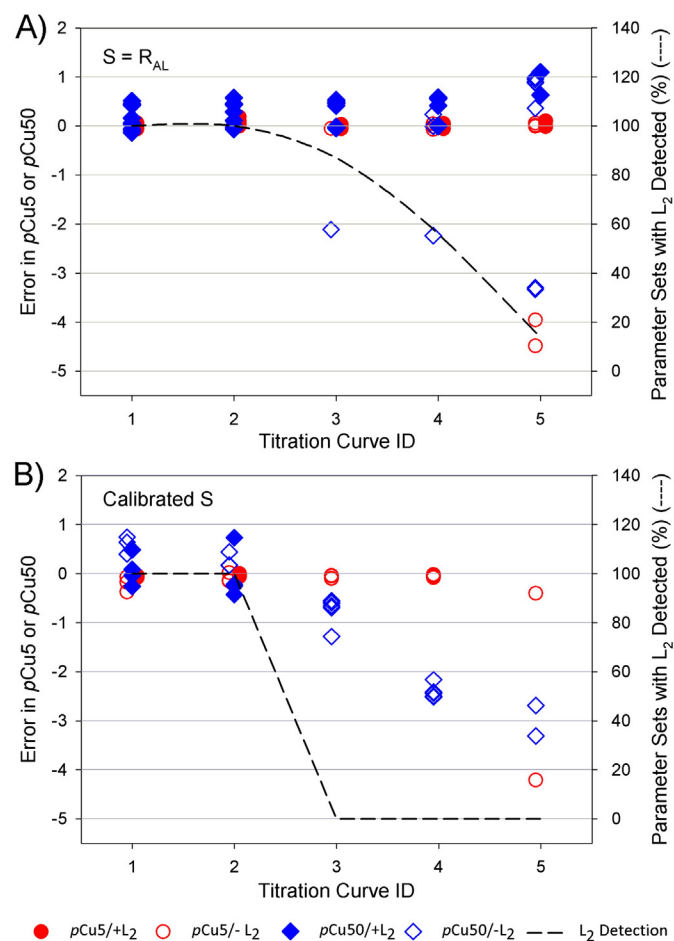 A)
S = R_AL
2
1
0
-1
-2
-3
-4
-5
Error in pCu5 or pCu50
140
120
100
80
60
40
20
0
Parameter Sets with L₂ Detected (%) (----)
1 2 3 4 5
Titration Curve ID
B)
Calibrated S
2
1
0
-1
-2
-3
-4
-5
Error in pCu5 or pCu50
140
120
100
80
60
40
20
0
Parameter Sets with L₂ Detected (%) (----)
1 2 3 4 5
Titration Curve ID
pCu5/+L₂ pCu5/- L₂ pCu50/+L₂ pCu50/-L₂ L₂ Detection